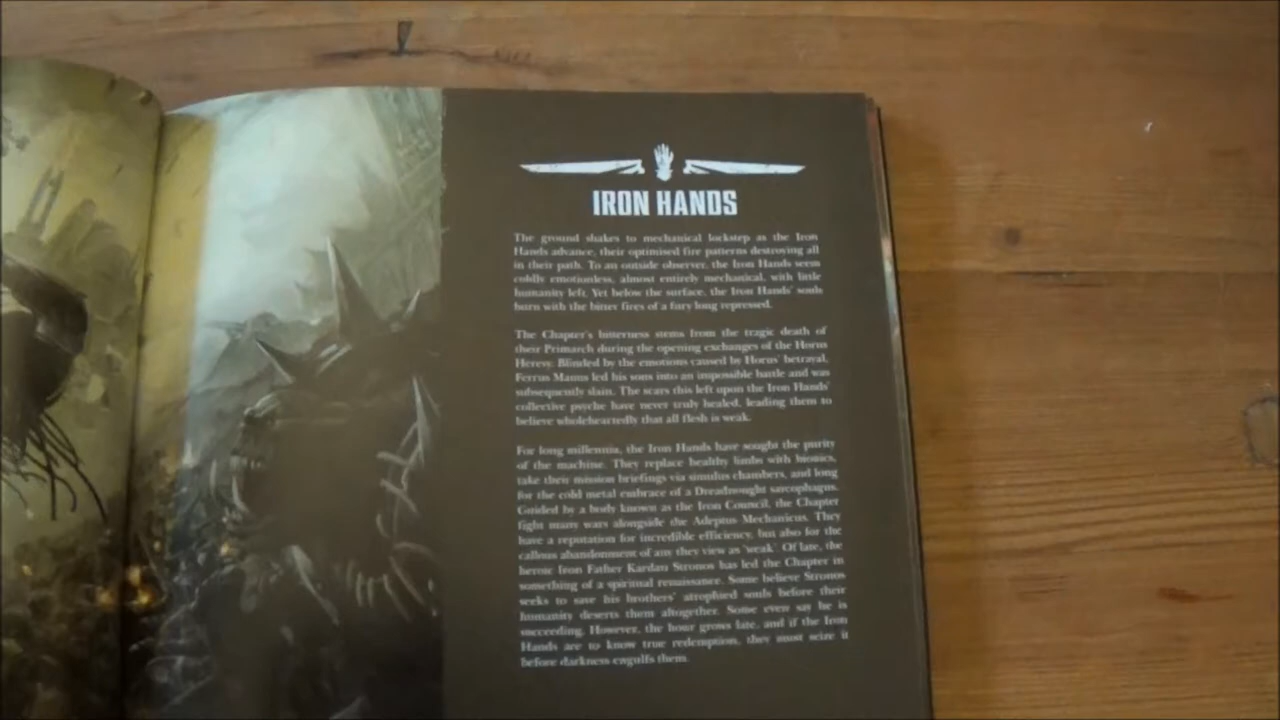 IRON HANDS
The ground shakes to mechanical lockstep as the Iron
Hands advance, their optimised fire patterns destroying all
in their path. To an outside observer, the Iron Hands seem
coldly emotionless, almost entirely mechanical, with little
humanity left. Yet below the surface, the Iron Hands' souls
burn with the bitter fires of a fury long repressed.
The Chapter's bitterness stems from the tragic death of
their Primarch during the opening exchanges of the Horus
Heresy. Blinded by the emotions caused by Horus' betrayal,
Ferrus Manus led his sons into an impossible battle and was
subsequently slain. The scars this left upon the Iron Hands'
collective psyche have never truly healed, leading them to
believe wholeheartedly that all flesh is weak.
For long millennia, the Iron Hands have sought the purity
of the machine. They replace healthy limbs with bionics,
take their mission briefings via simulus chambers, and long
for the cold metal embrace of a Dreadnought sarcophagus.
Guided by a body known as the Iron Council, the Chapter
fight many wars alongside the Adeptus Mechanicus. They
have a reputation for incredible efficiency, but also for the
callous abandonment of any they view as 'weak'. Of late, the
heroic Iron Father Kardan Stronos has led the Chapter in
something of a spiritual renaissance. Some believe Stronos
seeks to save his brothers' atrophied souls before their
humanity deserts them altogether. Some even say he is
succeeding. However, the hour grows late, and if the Iron
Hands are to know true redemption, they must seize it
before darkness engulfs them.